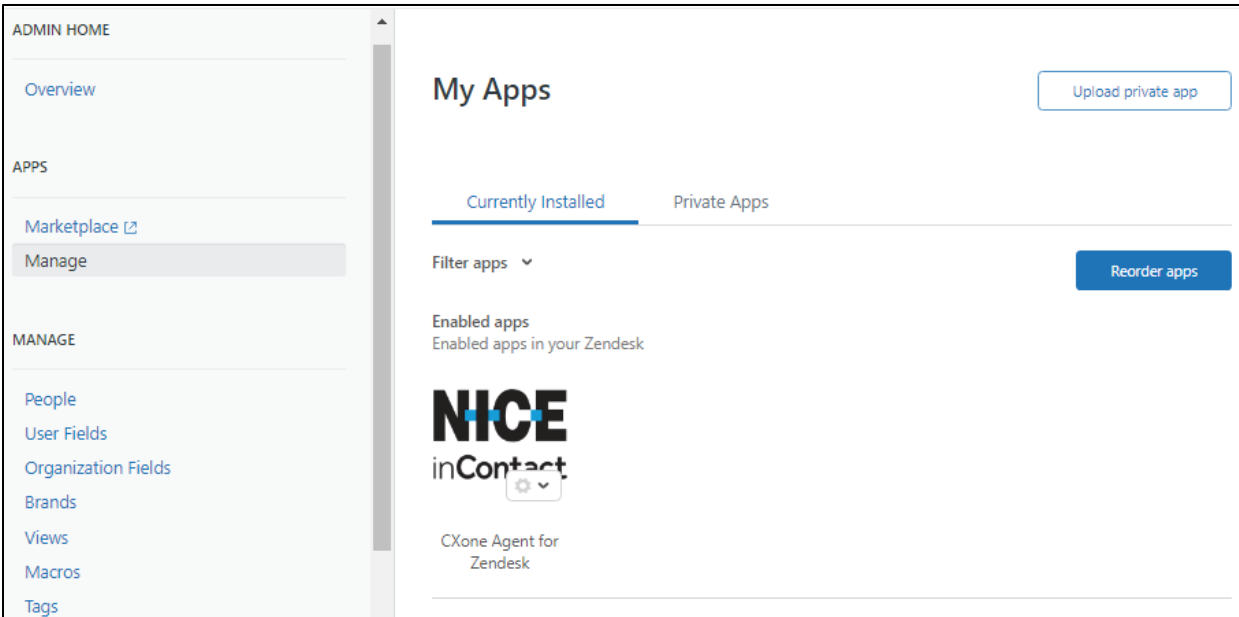 ADMIN HOME
Overview
APPS
Marketplace
Manage
MANAGE
People
User Fields
Organization Fields
Brands
Views
Macros
Tags
My Apps
Upload private app
Currently Installed
Private Apps
Filter apps
Reorder apps
Enabled apps
Enabled apps in your Zendesk
NICE
inContact
CXone Agent for
Zendesk